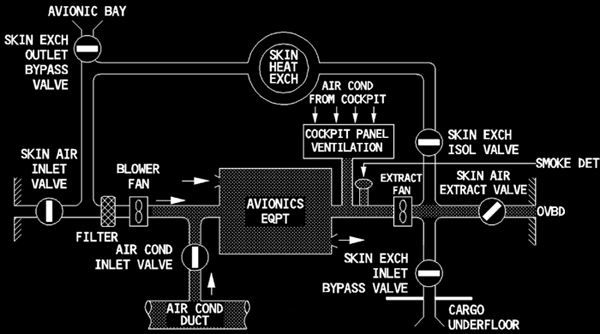 AVIONIC BAY
SKIN EXCH
OUTLET
BYPASS
VALVE
SKIN
HEAT
EXCH
AIR COND
FROM COCKPIT
COCKPIT PANEL
VENTILATION
SKIN EXCH
ISOL VALVE
SMOKE DET
SKIN AIR
INLET
VALVE
BLOWER
FAN
EXTRACT
FAN
SKIN AIR
EXTRACT VALVE
AVIONICS
EQPT
OVBD
FILTER
AIR COND
INLET VALVE
SKIN EXCH
INLET
BYPASS VALVE
AIR COND
DUCT
CARGO
UNDERFLOOR